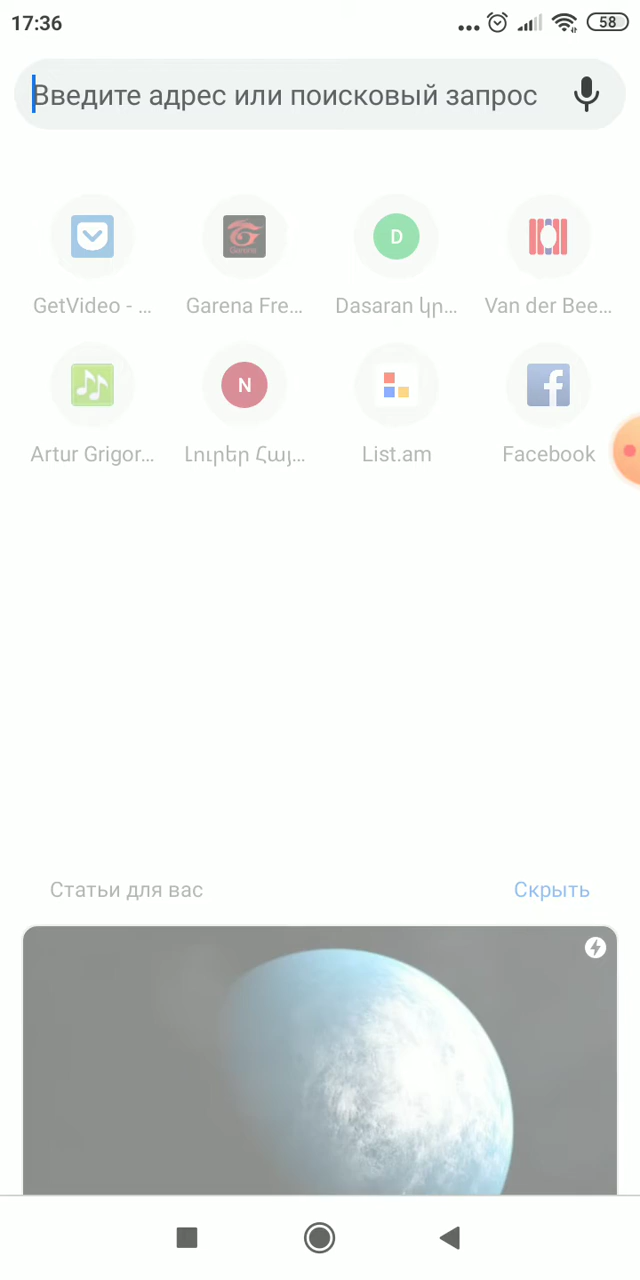 17:36
58
Введите адрес или поисковый запрос
GetVideo - ...
Garena Fre...
Dasaran կր...
Van der Bee...
Artur Grigor...
Լուրեր Հայ...
List.am
Facebook
D
Garena
N
Статьи для вас
Скрыть